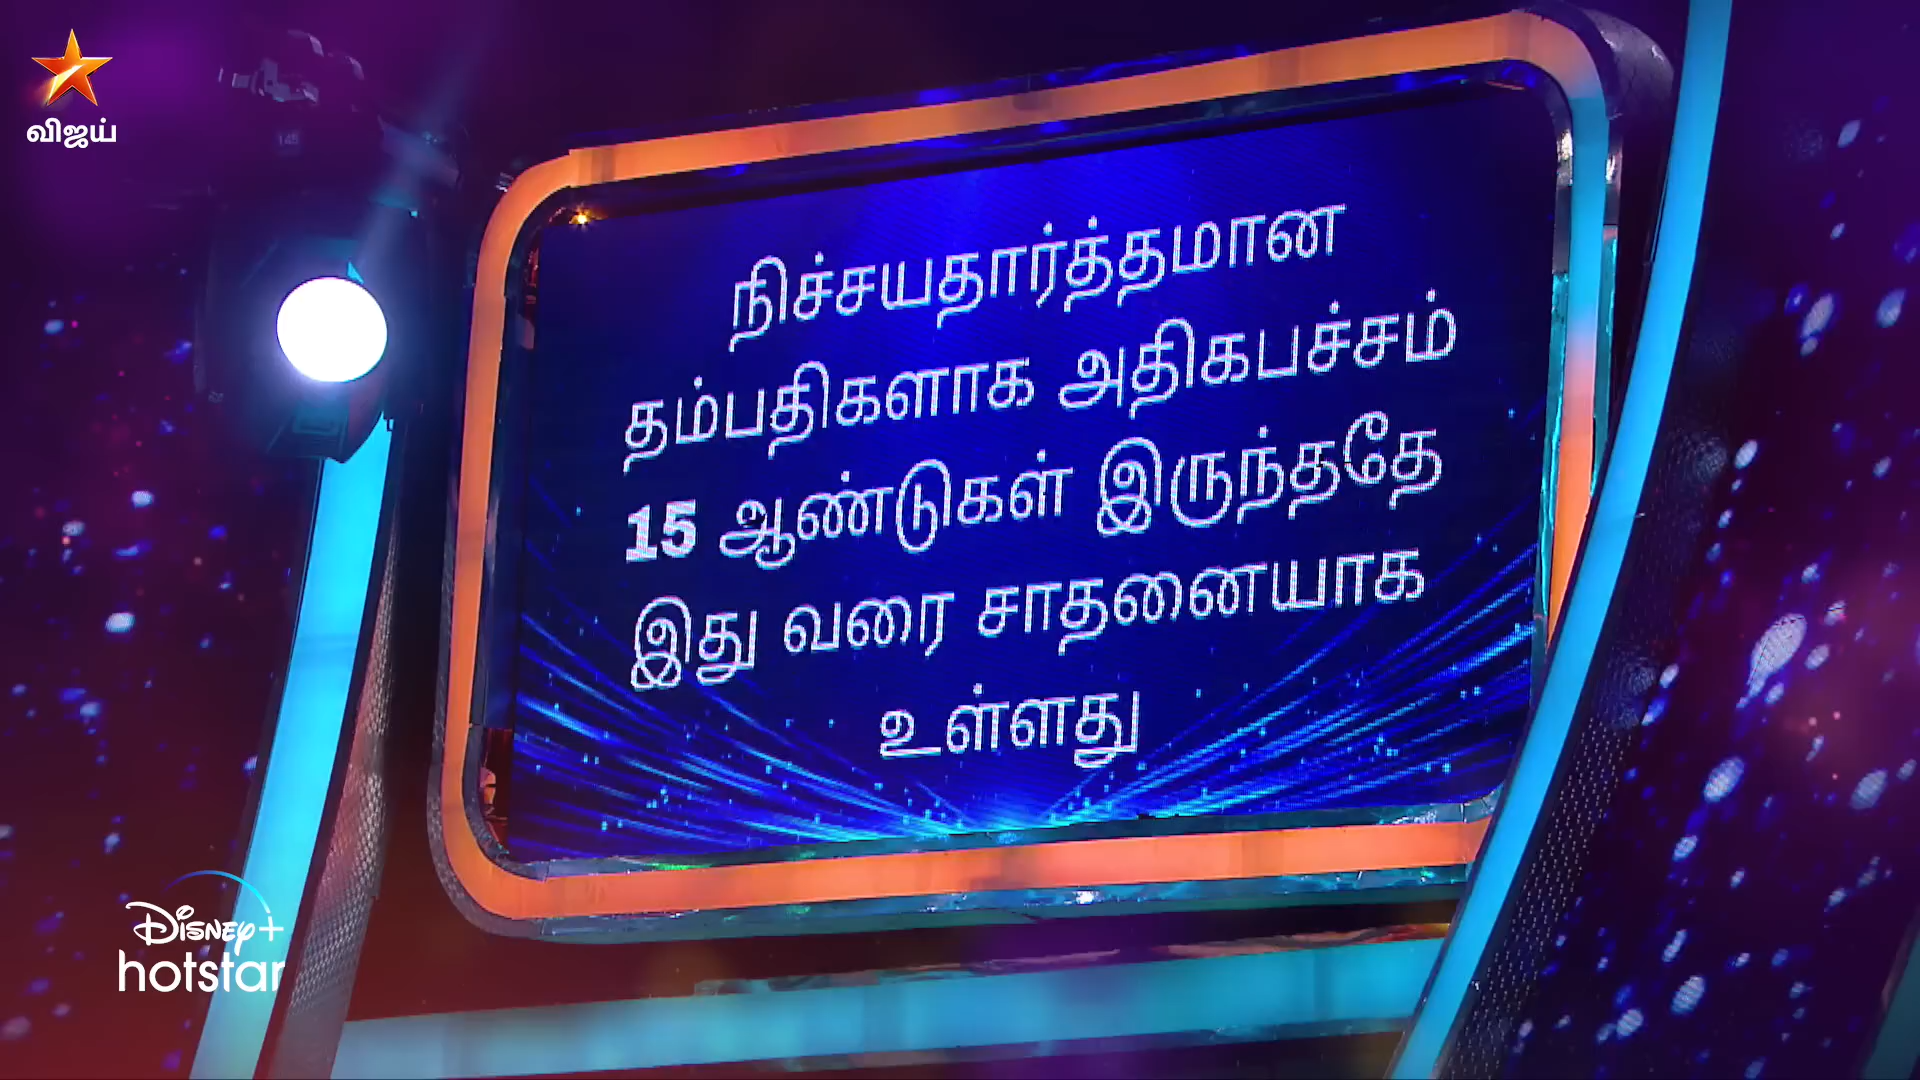 விஜய்
நிச்சயதார்த்தமான
தம்பதிகளாக அதிகபச்சம்
15 ஆண்டுகள் இருந்ததே
இது வரை சாதனையாக
உள்ளது
Disney+
hotstar